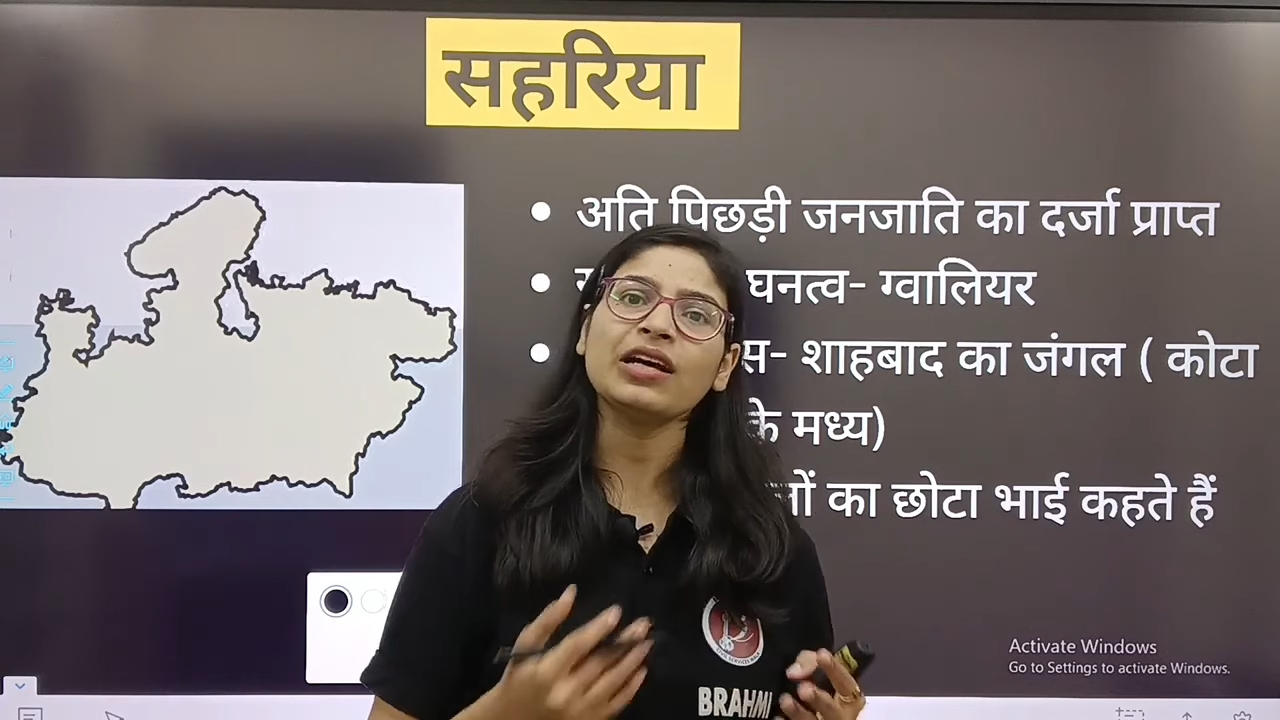 सहरिया
अति पिछड़ी जनजाति का दर्जा प्राप्त
घनत्व- ग्वालियर
शाहबाद का जंगल ( कोटा
के मध्य)
का छोटा भाई कहते हैं
BRAHMI
Activate Windows
Go to Settings to activate Windows.